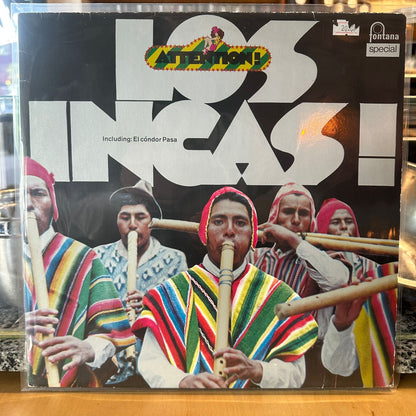 LOS
ATTENTION!
fontana
special
INCAS!
Including: El cóndor Pasa